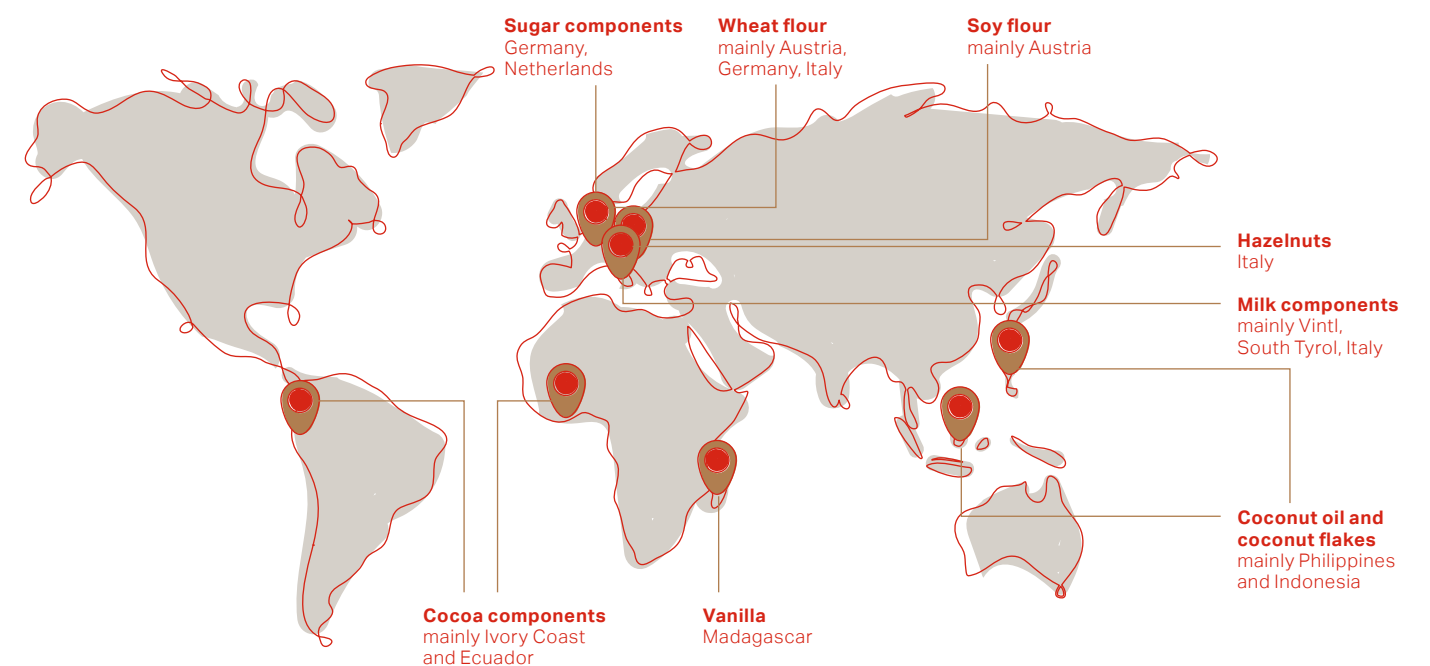 Sugar components
Germany,
Netherlands
Wheat flour
mainly Austria,
Germany, Italy
Soy flour
mainly Austria
Hazelnuts
Italy
Milk components
mainly Vintl,
South Tyrol, Italy
Coconut oil and
coconut flakes
mainly Philippines
and Indonesia
Cocoa components
mainly Ivory Coast
and Ecuador
Vanilla
Madagascar